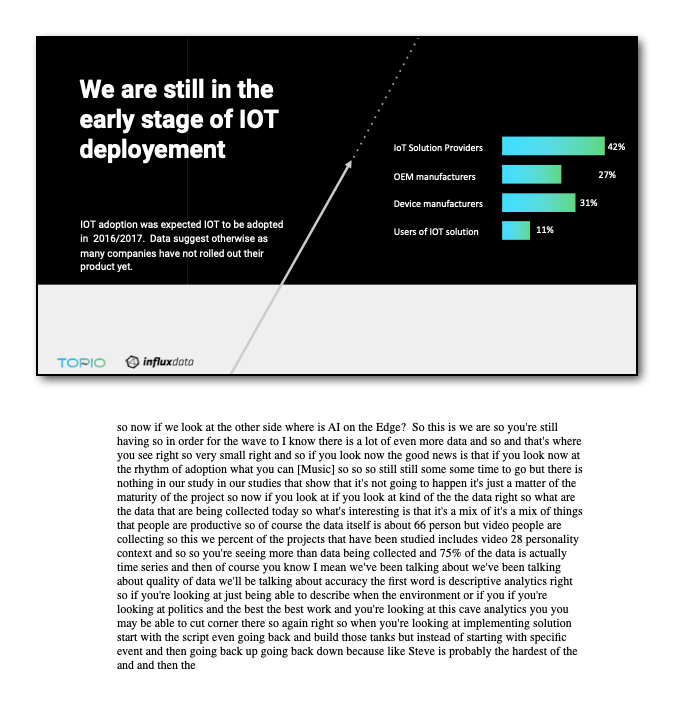 We are still in the
early stage of IOT
deployement
IOT adoption was expected IOT to be adopted
in 2016/2017. Data suggest otherwise as
many companies have not rolled out their
product yet.
IoT Solution Providers 42%
OEM manufacturers 27%
Device manufacturers 31%
Users of IOT solution 11%
TOPIO influxdata
so now if we look at the other side where is AI on the Edge? So this is we are so you're still
having so in order for the wave to I know there is a lot of even more data and so and that's where
you see right so very small right and so if you look now the good news is that if you look now at
the rhythm of adoption what you can [Music] so so so still still some some time to go but there is
nothing in our study in our studies that show that it's not going to happen it's just a matter of the
maturity of the project so now if you look at if you look at kind of the the data right so what are
the data that are being collected today so what's interesting is that it's a mix of it's a mix of things
that people are productive so of course the data itself is about 66 person but video people are
collecting so this we percent of the projects that have been studied includes video 28 personality
context and so so you're seeing more than data being collected and 75% of the data is actually
time series and then of course you know I mean we've been talking about we've been talking
about quality of data we'll be talking about accuracy the first word is descriptive analytics right
so if you're looking at just being able to describe when the environment or if you if you're
looking at politics and the best the best work and you're looking at this cave analytics you you
may be able to cut corner there so again right so when you're looking at implementing solution
start with the script even going back and build those tanks but instead of starting with specific
event and then going back up going back down because like Steve is probably the hardest of the
and and then the